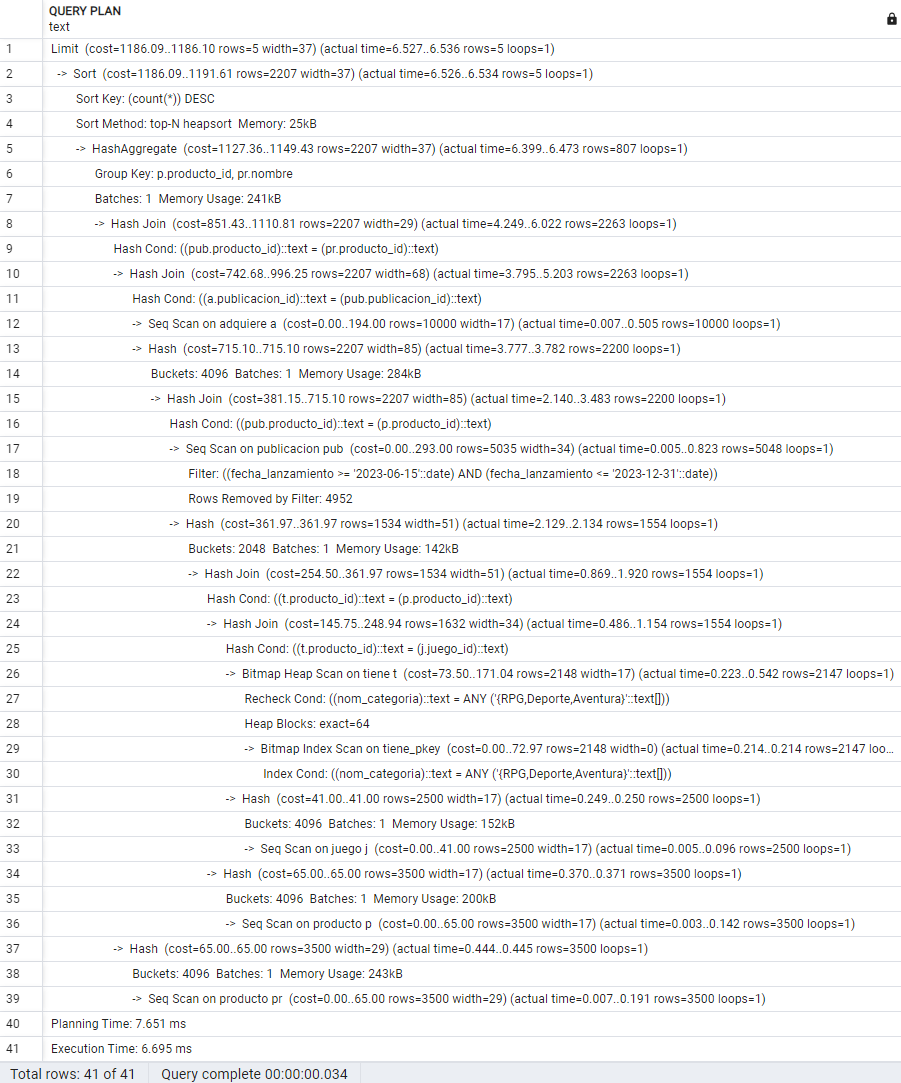 QUERY PLAN
text
1 Limit (cost=1186.09..1186.10 rows=5 width=37) (actual time=6.527..6.536 rows=5 loops=1)
2 -> Sort (cost=1186.09..1191.61 rows=2207 width=37) (actual time=6.526..6.534 rows=5 loops=1)
3 Sort Key: (count(*)) DESC
4 Sort Method: top-N heapsort Memory: 25kB
5 -> HashAggregate (cost=1127.36..1149.43 rows=2207 width=37) (actual time=6.399..6.473 rows=807 loops=1)
6 Group Key: p.producto_id, pr.nombre
7 Batches: 1 Memory Usage: 241kB
8 -> Hash Join (cost=851.43..1110.81 rows=2207 width=29) (actual time=4.249..6.022 rows=2263 loops=1)
9 Hash Cond: ((pub.producto_id)::text = (pr.producto_id)::text)
10 -> Hash Join (cost=742.68..996.25 rows=2207 width=68) (actual time=3.795..5.203 rows=2263 loops=1)
11 Hash Cond: ((a.publicacion_id)::text = (pub.publicacion_id)::text)
12 -> Seq Scan on adquiere a (cost=0.00..194.00 rows=10000 width=17) (actual time=0.007..0.505 rows=10000 loops=1)
13 -> Hash (cost=715.10..715.10 rows=2207 width=85) (actual time=3.777..3.782 rows=2200 loops=1)
14 Buckets: 4096 Batches: 1 Memory Usage: 284kB
15 -> Hash Join (cost=381.15..715.10 rows=2207 width=85) (actual time=2.140..3.483 rows=2200 loops=1)
16 Hash Cond: ((pub.producto_id)::text = (p.producto_id)::text)
17 -> Seq Scan on publicacion pub (cost=0.00..293.00 rows=5035 width=34) (actual time=0.005..0.823 rows=5048 loops=1)
18 Filter: ((fecha_lanzamiento >= '2023-06-15'::date) AND (fecha_lanzamiento <= '2023-12-31'::date))
19 Rows Removed by Filter: 4952
20 -> Hash (cost=361.97..361.97 rows=1534 width=51) (actual time=2.129..2.134 rows=1554 loops=1)
21 Buckets: 2048 Batches: 1 Memory Usage: 142kB
22 -> Hash Join (cost=254.50..361.97 rows=1534 width=51) (actual time=0.869..1.920 rows=1554 loops=1)
23 Hash Cond: ((t.producto_id)::text = (p.producto_id)::text)
24 -> Hash Join (cost=145.75..248.94 rows=1632 width=34) (actual time=0.486..1.154 rows=1554 loops=1)
25 Hash Cond: ((t.producto_id)::text = (j.juego_id)::text)
26 -> Bitmap Heap Scan on tiene t (cost=73.50..171.04 rows=2148 width=17) (actual time=0.223..0.542 rows=2147 loops=1)
27 Recheck Cond: ((nom_categoria)::text = ANY ('{RPG,Deporte,Aventura}'::text[]))
28 Heap Blocks: exact=64
29 -> Bitmap Index Scan on tiene_pkey (cost=0.00..72.97 rows=2148 width=0) (actual time=0.214..0.214 rows=2147 loo...
30 Index Cond: ((nom_categoria)::text = ANY ('{RPG,Deporte,Aventura}'::text[]))
31 -> Hash (cost=41.00..41.00 rows=2500 width=17) (actual time=0.249..0.250 rows=2500 loops=1)
32 Buckets: 4096 Batches: 1 Memory Usage: 152kB
33 -> Seq Scan on juego j (cost=0.00..41.00 rows=2500 width=17) (actual time=0.005..0.096 rows=2500 loops=1)
34 -> Hash (cost=65.00..65.00 rows=3500 width=17) (actual time=0.370..0.371 rows=3500 loops=1)
35 Buckets: 4096 Batches: 1 Memory Usage: 200kB
36 -> Seq Scan on producto p (cost=0.00..65.00 rows=3500 width=17) (actual time=0.003..0.142 rows=3500 loops=1)
37 -> Hash (cost=65.00..65.00 rows=3500 width=29) (actual time=0.444..0.445 rows=3500 loops=1)
38 Buckets: 4096 Batches: 1 Memory Usage: 243kB
39 -> Seq Scan on producto pr (cost=0.00..65.00 rows=3500 width=29) (actual time=0.007..0.191 rows=3500 loops=1)
40 Planning Time: 7.651 ms
41 Execution Time: 6.695 ms
Total rows: 41 of 41 Query complete 00:00:00.034